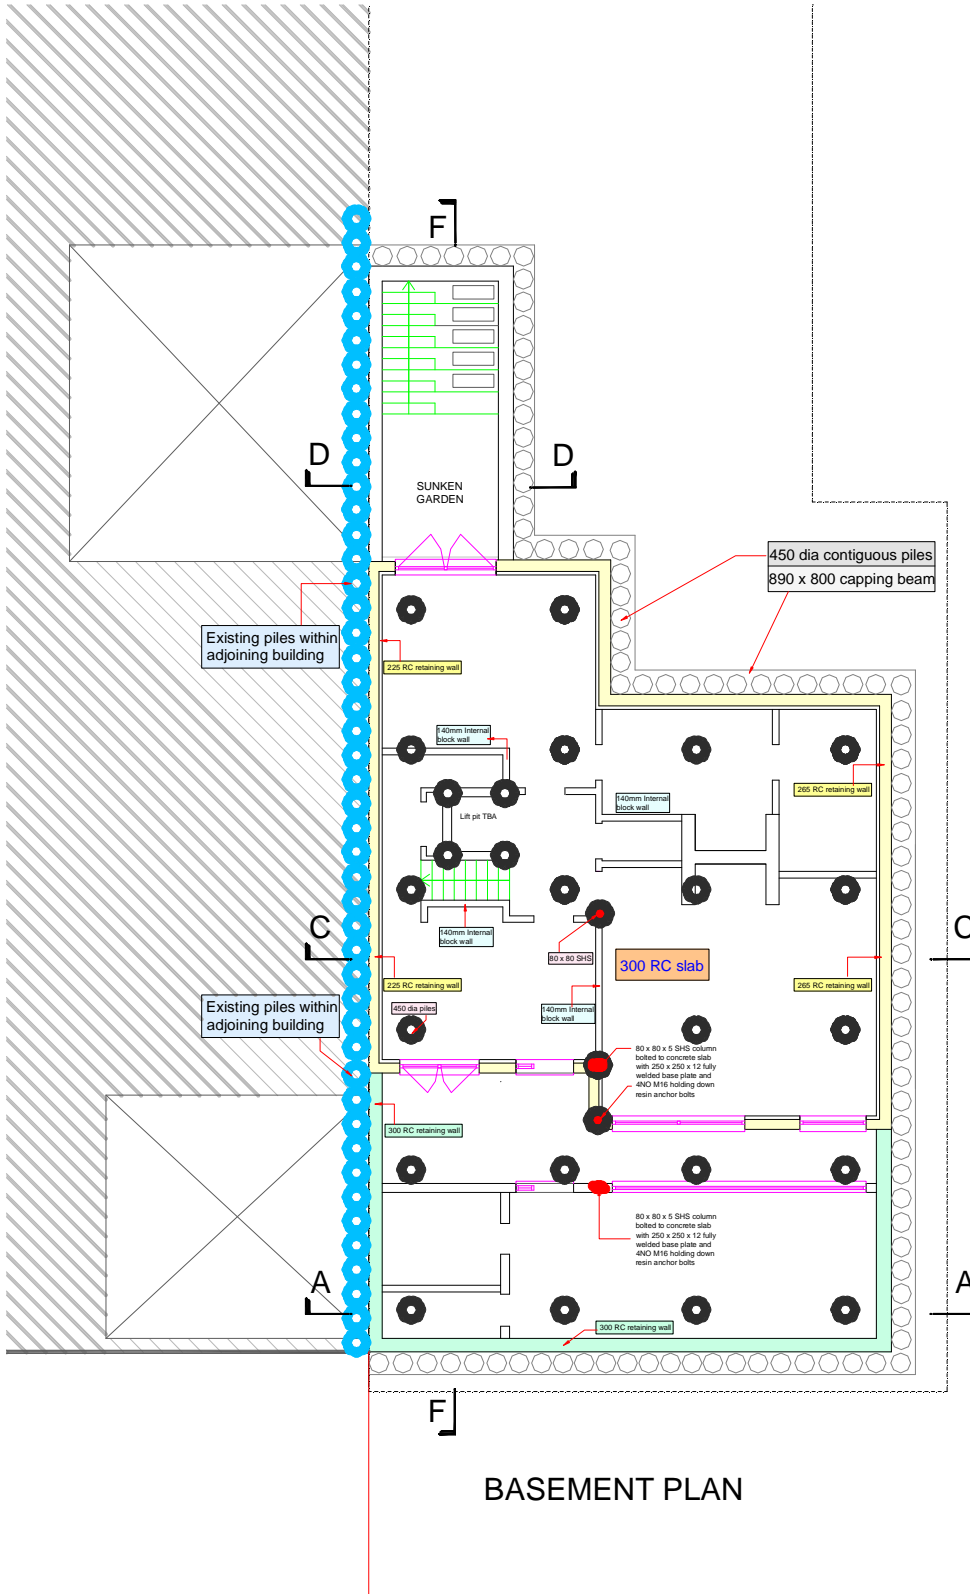 F
D
D
SUNKEN
GARDEN
450 dia contiguous piles
890 x 800 capping beam
Existing piles within
adjoining building
225 RC retaining wall
140mm Internal
block wall
265 RC retaining wall
140mm Internal
block wall
Lift pit TBA
C
C
140mm Internal
block wall
80 x 80 SHS
300 RC slab
225 RC retaining wall
265 RC retaining wall
Existing piles within
adjoining building
450 dia piles
140mm Internal
block wall
80 x 80 x 5 SHS column
bolted to concrete slab
with 250 x 250 x 12 fully
welded base plate and
4NO M16 holding down
resin anchor bolts
300 RC retaining wall
80 x 80 x 5 SHS column
bolted to concrete slab
with 250 x 250 x 12 fully
welded base plate and
4NO M16 holding down
resin anchor bolts
A
A
300 RC retaining wall
F
BASEMENT PLAN